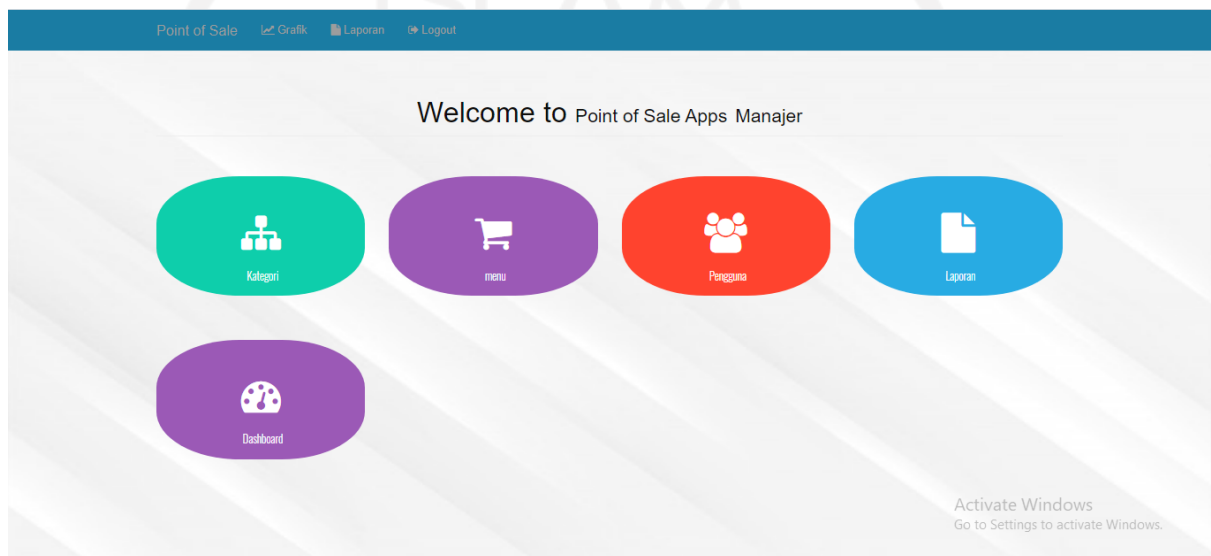 Point of Sale Grafik Laporan Logout
Welcome to Point of Sale Apps Manajer
Kategori menu Pengguna Laporan
Dashboard
Activate Windows
Go to Settings to activate Windows.